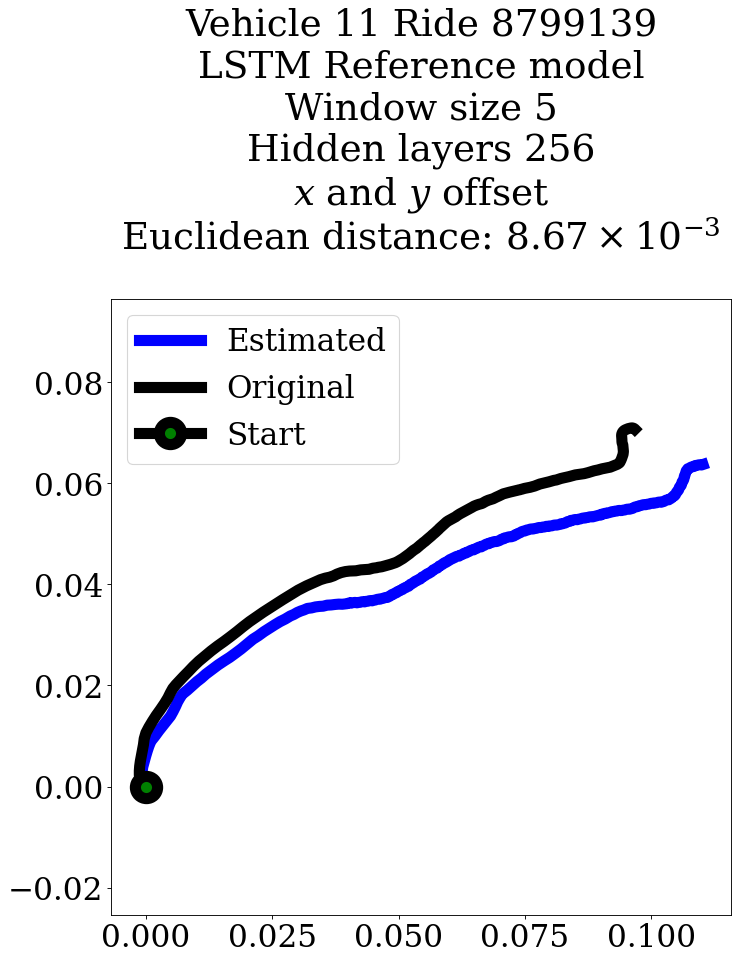 Vehicle 11 Ride 8799139
LSTM Reference model
Window size 5
Hidden layers 256
x and y offset
Euclidean distance: 8.67 × 10⁻³
Estimated
Original
Start
0.08
0.06
0.04
0.02
0.00
−0.02
0.000 0.025 0.050 0.075 0.100